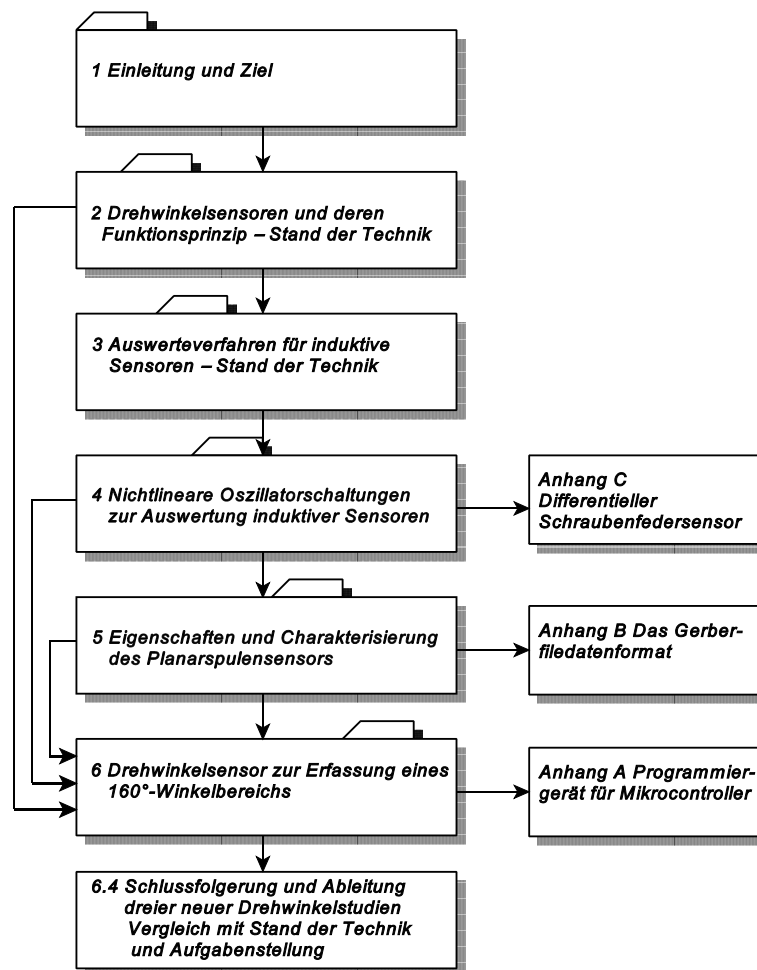 1 Einleitung und Ziel
2 Drehwinkelsensoren und deren
Funktionsprinzip – Stand der Technik
3 Auswerteverfahren für induktive
Sensoren – Stand der Technik
4 Nichtlineare Oszillatorschaltungen
zur Auswertung induktiver Sensoren
Anhang C
Differentieller
Schraubenfedersensor
5 Eigenschaften und Charakterisierung
des Planarspulensensors
Anhang B Das Gerber-
filedatenformat
6 Drehwinkelsensor zur Erfassung eines
160°-Winkelbereichs
Anhang A Programmier-
gerät für Mikrocontroller
6.4 Schlussfolgerung und Ableitung
dreier neuer Drehwinkelstudien
Vergleich mit Stand der Technik
und Aufgabenstellung